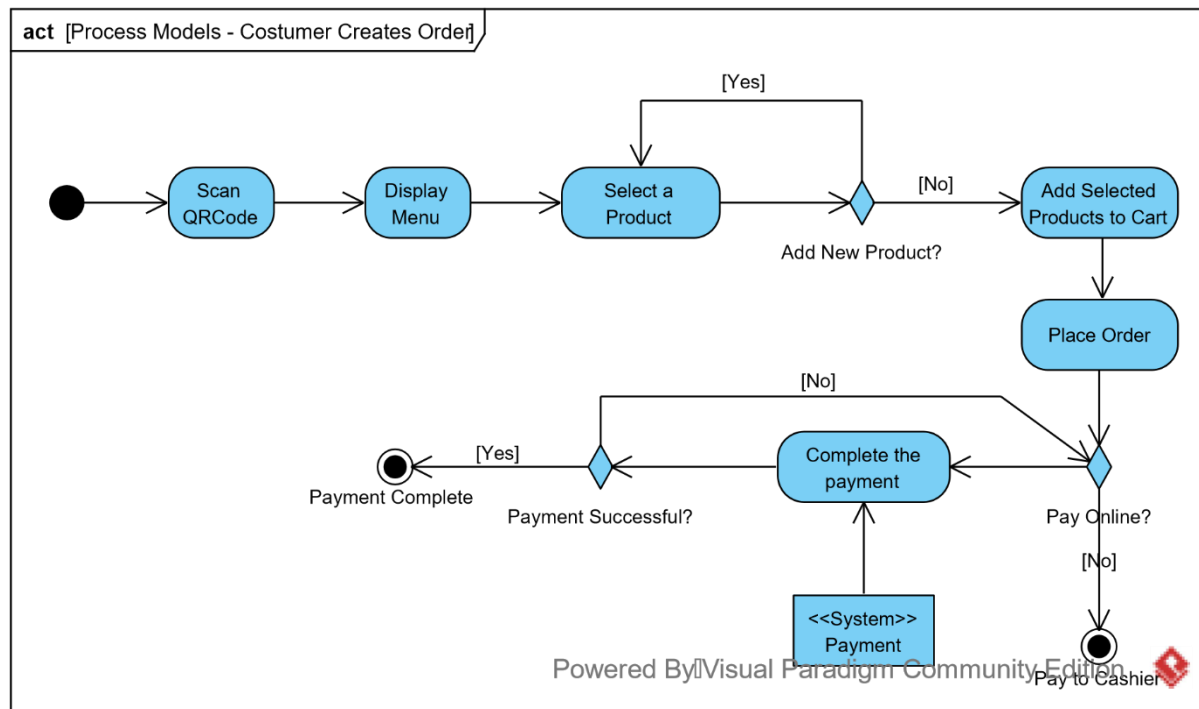 act [Process Models - Costumer Creates Order]
[Yes]
Scan
QRCode
Display
Menu
Select a
Product
[No]
Add Selected
Products to Cart
Add New Product?
Place Order
[No]
[Yes]
Complete the
payment
Payment Complete
Payment Successful?
Pay Online?
[No]
<<System>>
Payment
Powered By Visual Paradigm Community Edition
Pay to Cashier